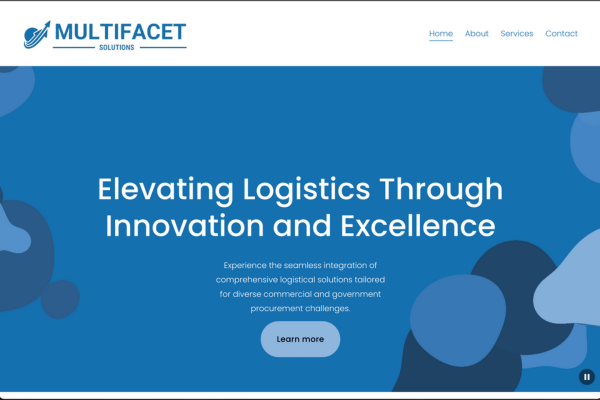 MULTIFACET
SOLUTIONS
Home About Services Contact
Elevating Logistics Through
Innovation and Excellence
Experience the seamless integration of
comprehensive logistical solutions tailored
for diverse commercial and government
procurement challenges.
Learn more